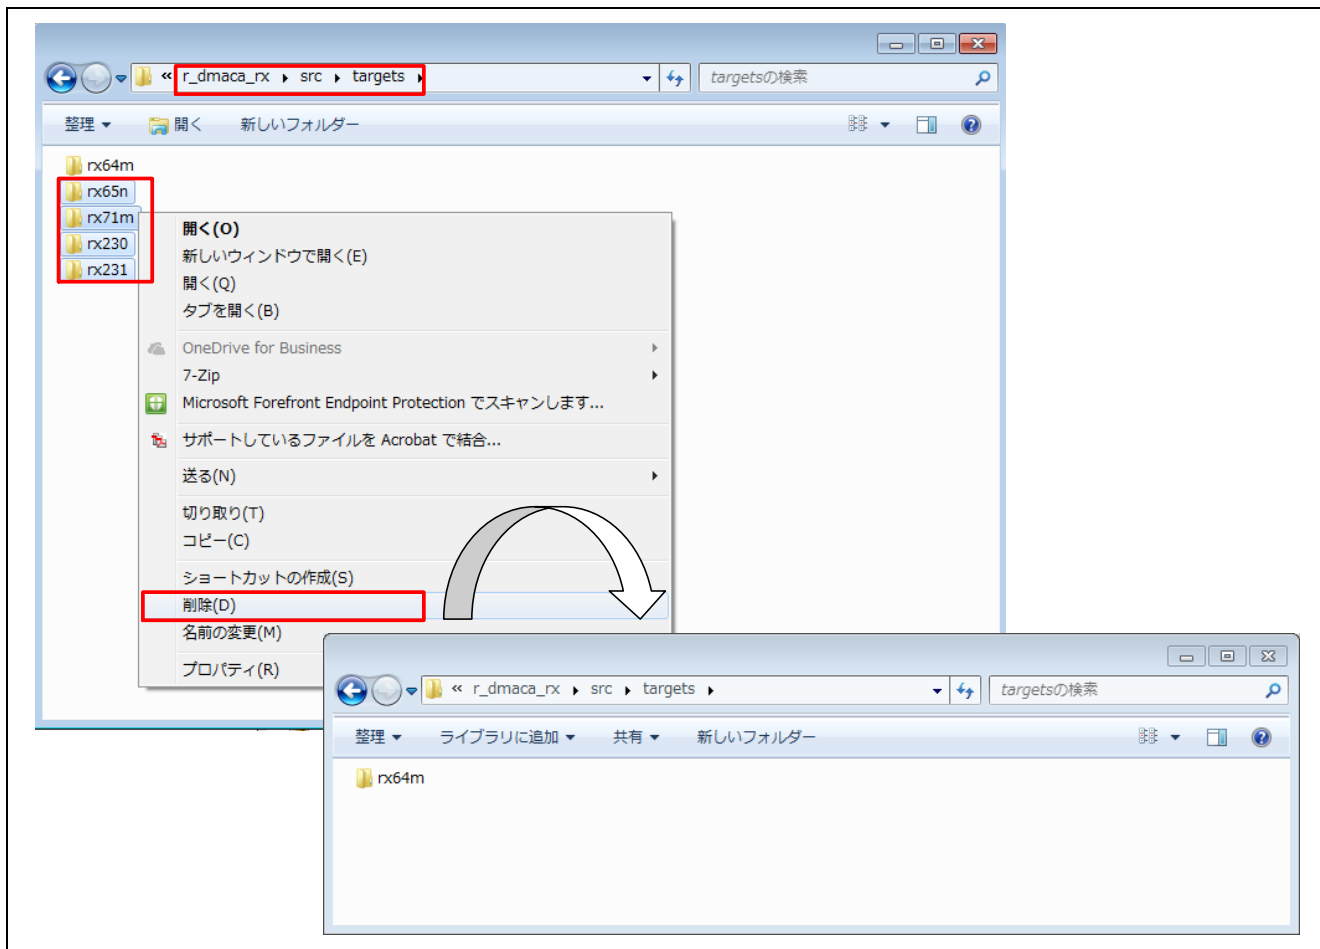 « r_dmaca_rx ▸ src ▸ targets ▸
targetsの検索
整理 ▼ 開く 新しいフォルダー
rx64m
rx65n
rx71m
rx230
rx231
開く(O)
新しいウィンドウで開く(E)
開く(Q)
タブを開く(B)
OneDrive for Business
7-Zip
Microsoft Forefront Endpoint Protection でスキャンします...
サポートしているファイルを Acrobat で結合...
送る(N)
切り取り(T)
コピー(C)
ショートカットの作成(S)
削除(D)
名前の変更(M)
プロパティ(R)
« r_dmaca_rx ▸ src ▸ targets ▸
targetsの検索
整理 ▼ ライブラリに追加 ▼ 共有 ▼ 新しいフォルダー
rx64m